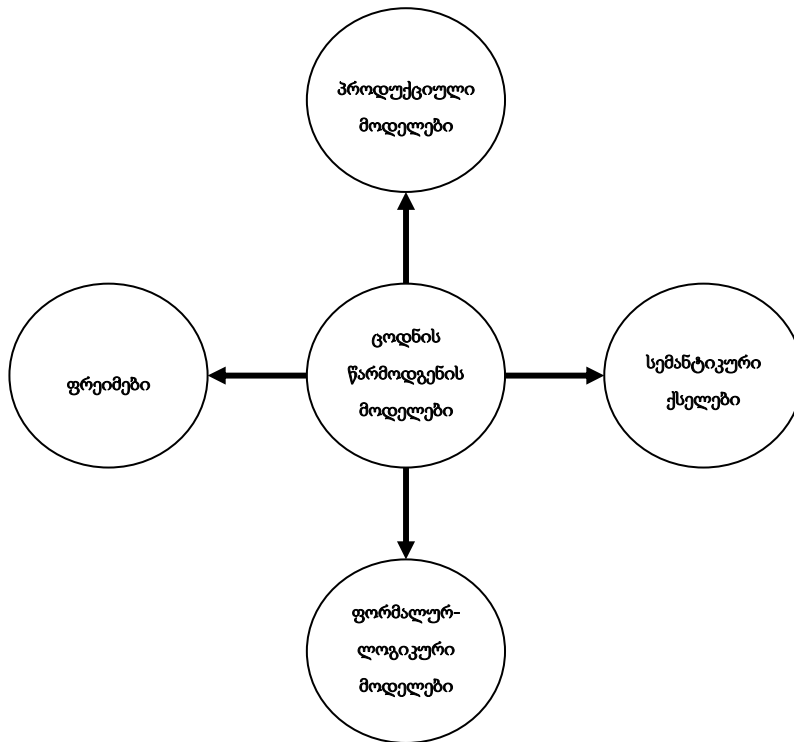 პროდუქციული
მოდელები
ცოდნის
წარმოდგენის
მოდელები
ფრეიმები
სემანტიკური
ქსელები
ფორმალურ-
ლოგიკური
მოდელები